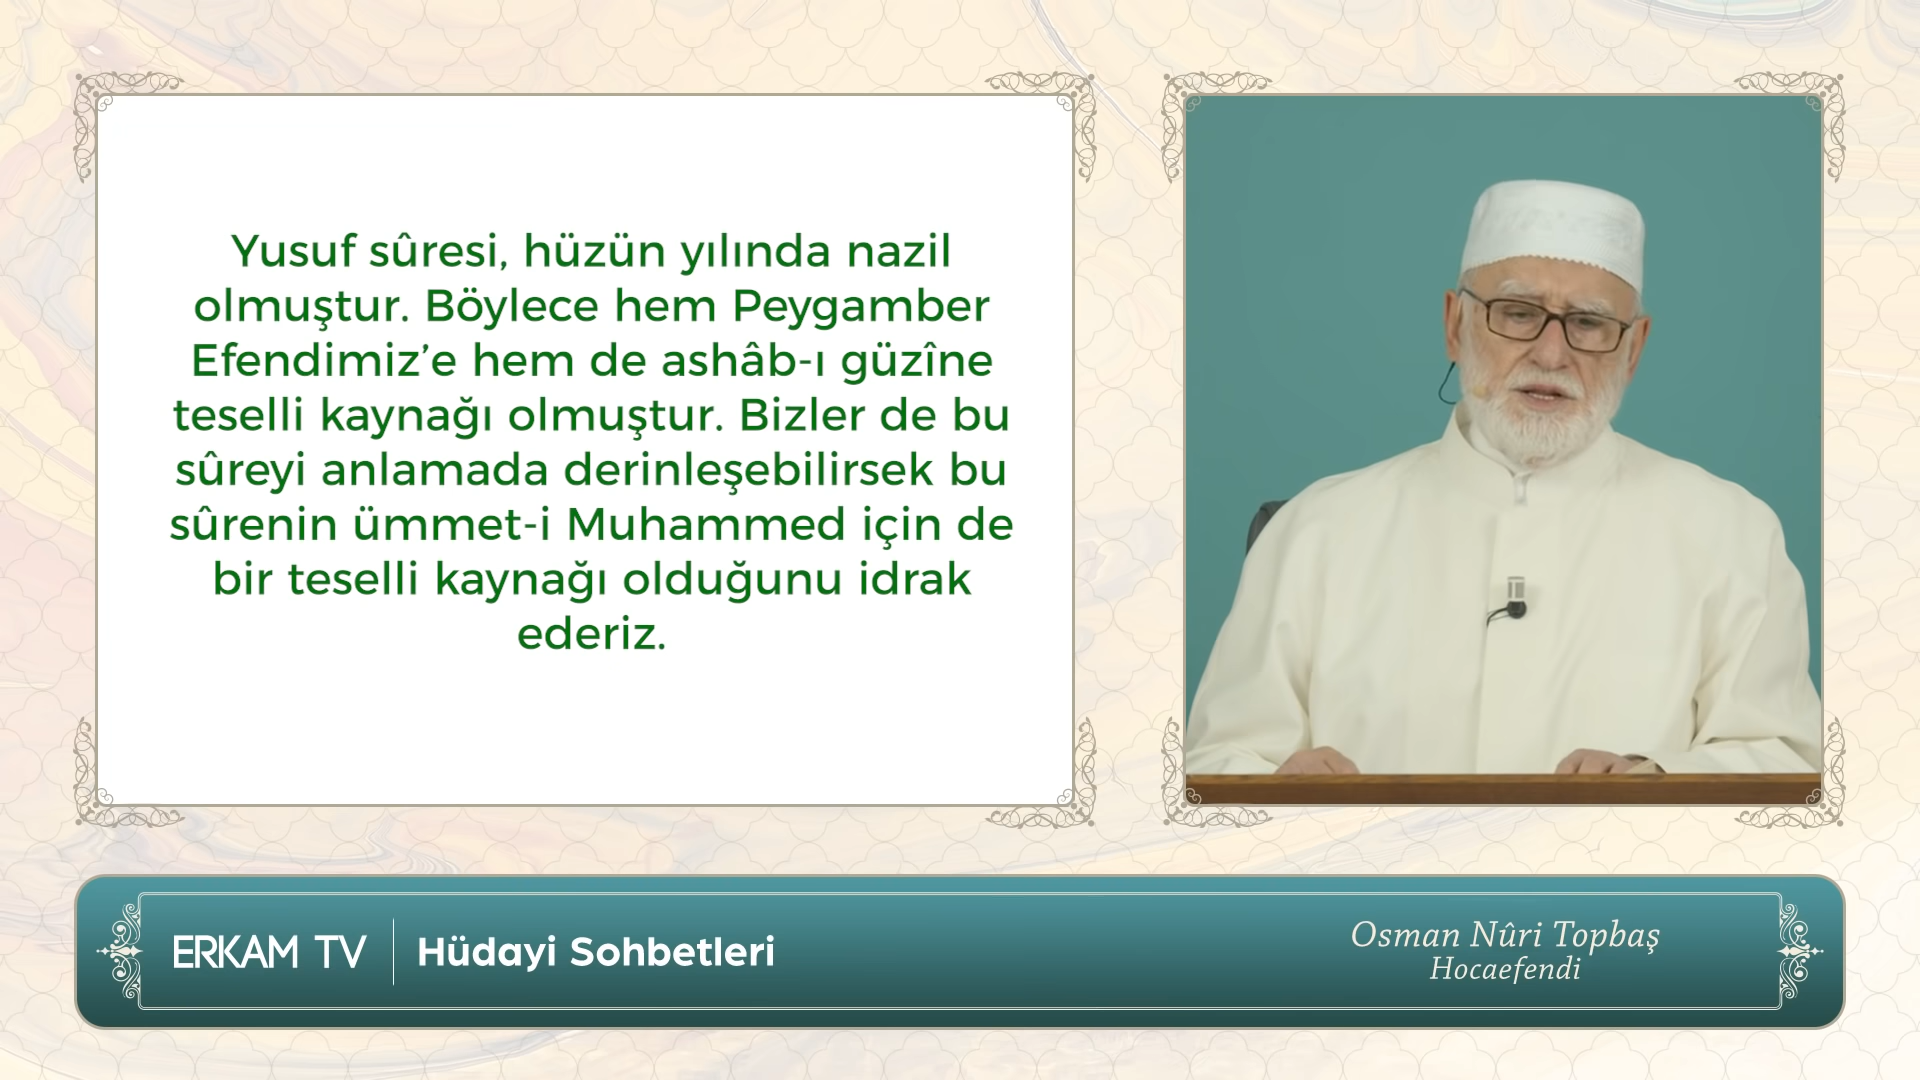 Yusuf sûresi, hüzün yılında nazil
olmuştur. Böylece hem Peygamber
Efendimiz’e hem de ashâb-ı güzîne
teselli kaynağı olmuştur. Bizler de bu
sûreyi anlamada derinleşebilirsek bu
sûrenin ümmet-i Muhammed için de
bir teselli kaynağı olduğunu idrak
ederiz.
ERKAM TV
Hüdayi Sohbetleri
Osman Nûri Topbaş
Hocaefendi